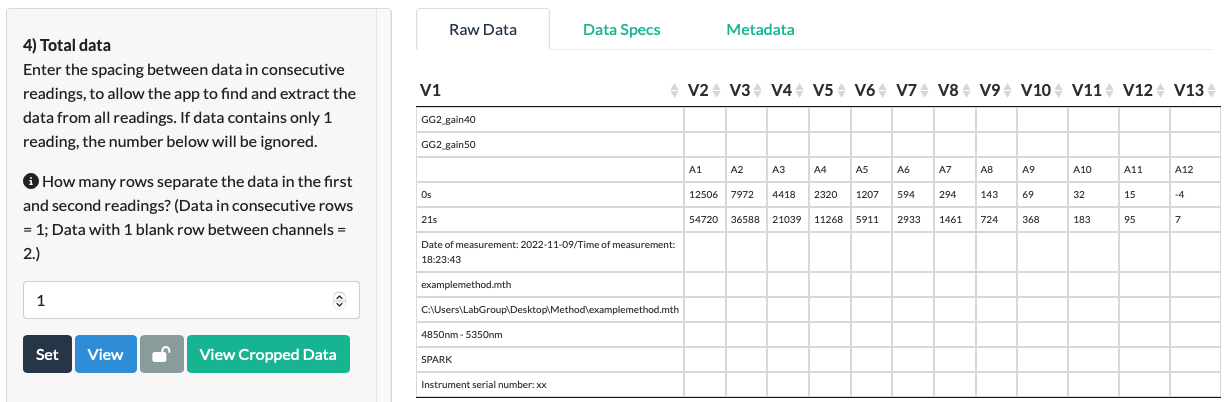 4) Total data
Enter the spacing between data in consecutive
readings, to allow the app to find and extract the
data from all readings. If data contains only 1
reading, the number below will be ignored.
How many rows separate the data in the first
and second readings? (Data in consecutive rows
= 1; Data with 1 blank row between channels =
2.)
1
Set View View Cropped Data
Raw Data Data Specs Metadata
V1 V2 V3 V4 V5 V6 V7 V8 V9 V10 V11 V12 V13
GG2_gain40
GG2_gain50
A1 A2 A3 A4 A5 A6 A7 A8 A9 A10 A11 A12
0s 12506 7972 4418 2320 1207 594 294 143 69 32 15 -4
21s 54720 36588 21039 11268 5911 2933 1461 724 368 183 95 7
Date of measurement: 2022-11-09/Time of measurement:
18:23:43
examplemethod.mth
C:\Users\LabGroup\Desktop\Method\examplemethod.mth
4850nm - 5350nm
SPARK
Instrument serial number: xx